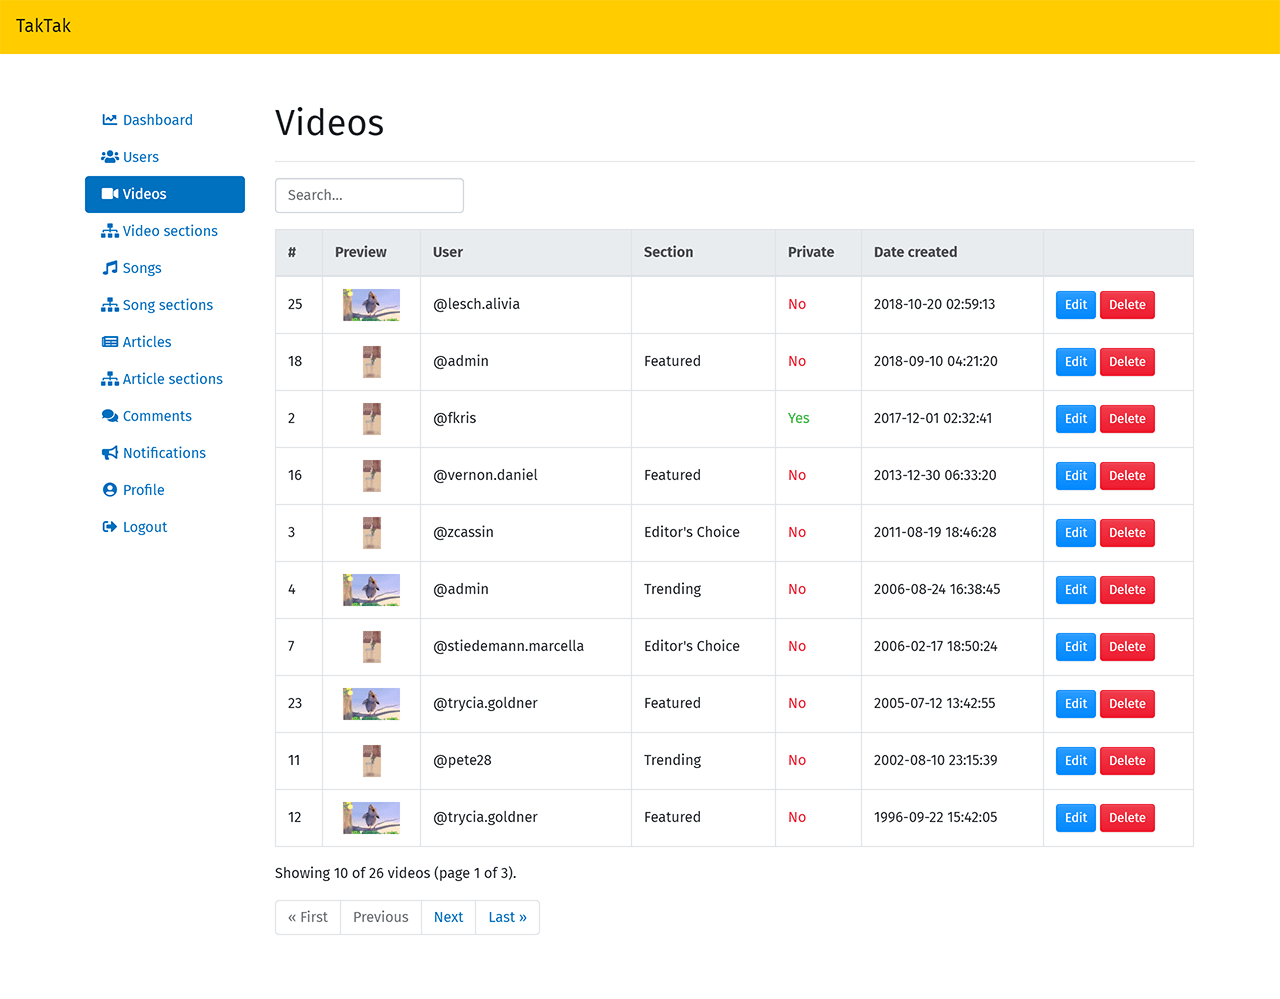 TakTak
Dashboard
Users
Videos
Video sections
Songs
Song sections
Articles
Article sections
Comments
Notifications
Profile
Logout
Videos
Search...
# Preview User Section Private Date created
25 @lesch.alivia No 2018-10-20 02:59:13 Edit Delete
18 @admin Featured No 2018-09-10 04:21:20 Edit Delete
2 @fkris Yes 2017-12-01 02:32:41 Edit Delete
16 @vernon.daniel Featured No 2013-12-30 06:33:20 Edit Delete
3 @zcassin Editor's Choice No 2011-08-19 18:46:28 Edit Delete
4 @admin Trending No 2006-08-24 16:38:45 Edit Delete
7 @stiedemann.marcella Editor's Choice No 2006-02-17 18:50:24 Edit Delete
23 @trycia.goldner Featured No 2005-07-12 13:42:55 Edit Delete
11 @pete28 Trending No 2002-08-10 23:15:39 Edit Delete
12 @trycia.goldner Featured No 1996-09-22 15:42:05 Edit Delete
Showing 10 of 26 videos (page 1 of 3).
« First Previous Next Last »